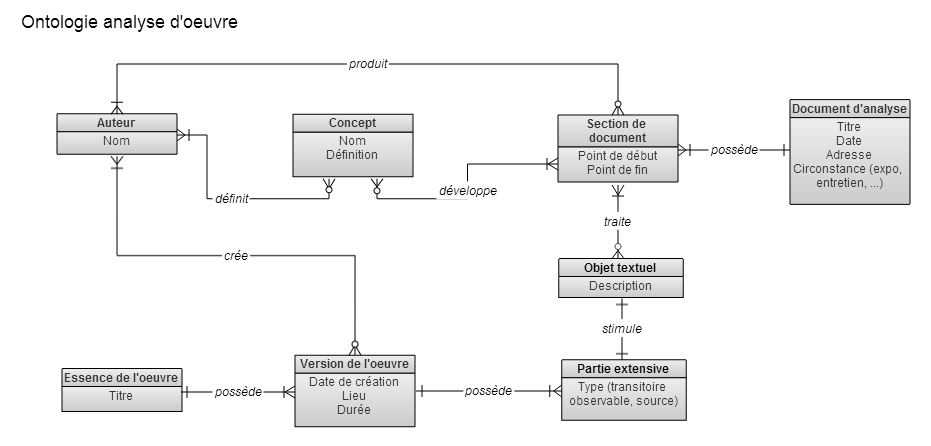 Ontologie analyse d'oeuvre
produit
Auteur
Nom
Concept
Nom
Définition
Section de
document
Point de début
Point de fin
possède
Document d'analyse
Titre
Date
Adresse
Circonstance (expo,
entretien, ...)
définit
développe
traite
crée
Objet textuel
Description
stimule
Essence de l'oeuvre
Titre
possède
Version de l'oeuvre
Date de création
Lieu
Durée
possède
Partie extensive
Type (transitoire
observable, source)